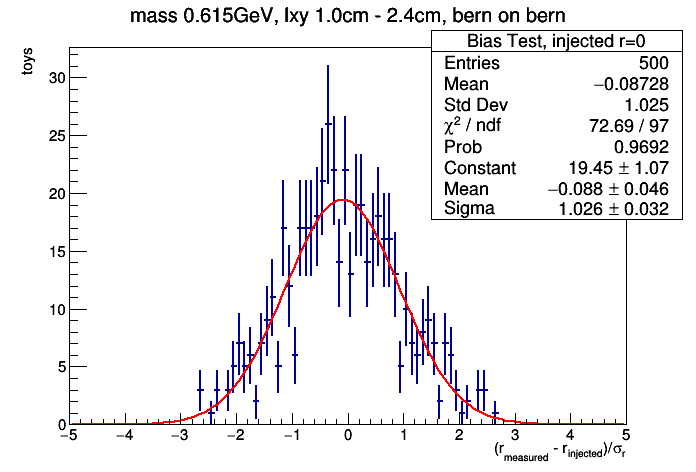 mass 0.615GeV, lxy 1.0cm - 2.4cm, bern on bern
Bias Test, injected r=0
Entries 500
Mean −0.08728
Std Dev 1.025
χ² / ndf 72.69 / 97
Prob 0.9692
Constant 19.45 ± 1.07
Mean −0.088 ± 0.046
Sigma 1.026 ± 0.032
toys
30
25
20
15
10
5
0
−5 −4 −3 −2 −1 0 1 2 3 4 5
(r_measured - r_injected)/σ_r